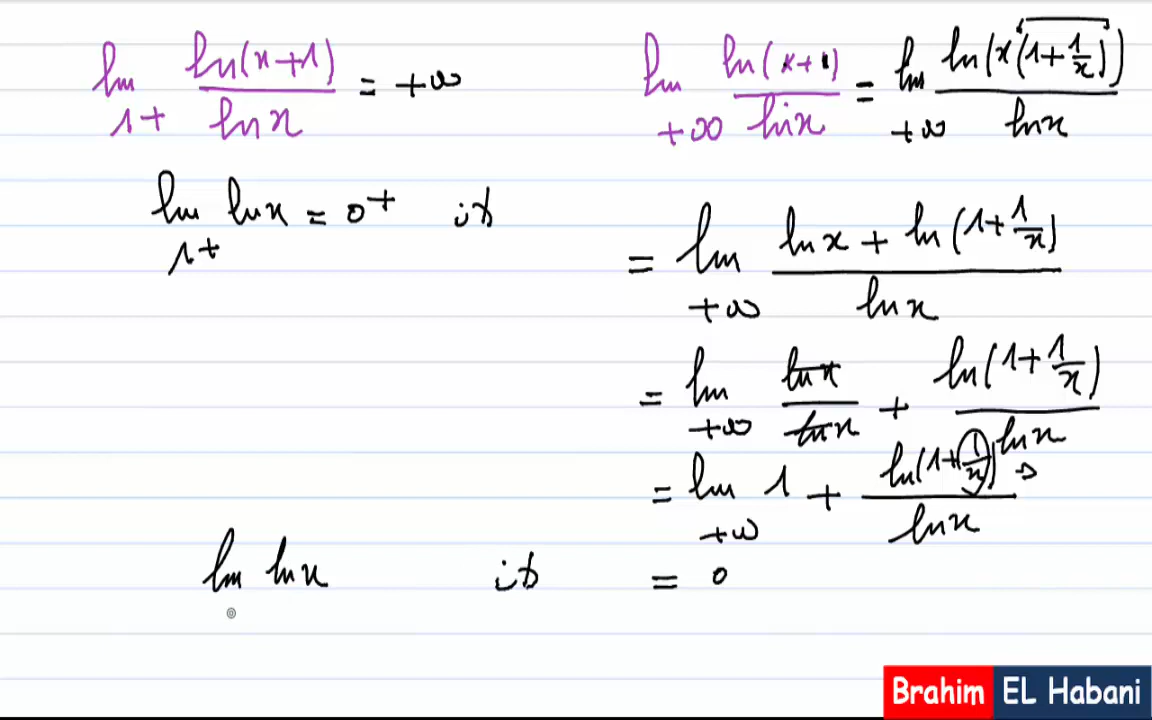 lim 1+ ln(x+1)/ln x = +∞
lim 1+ ln x = 0+ لأن
lim ln x لأن
lim +∞ ln(x+1)/ln x = lim +∞ ln(x(1+1/x))/ln x
= lim +∞ (ln x + ln(1+1/x))/ln x
= lim +∞ ln x/ln x + ln(1+1/x)/ln x
= lim +∞ 1 + ln(1+1/x)/ln x →
= 0
Brahim EL Habani